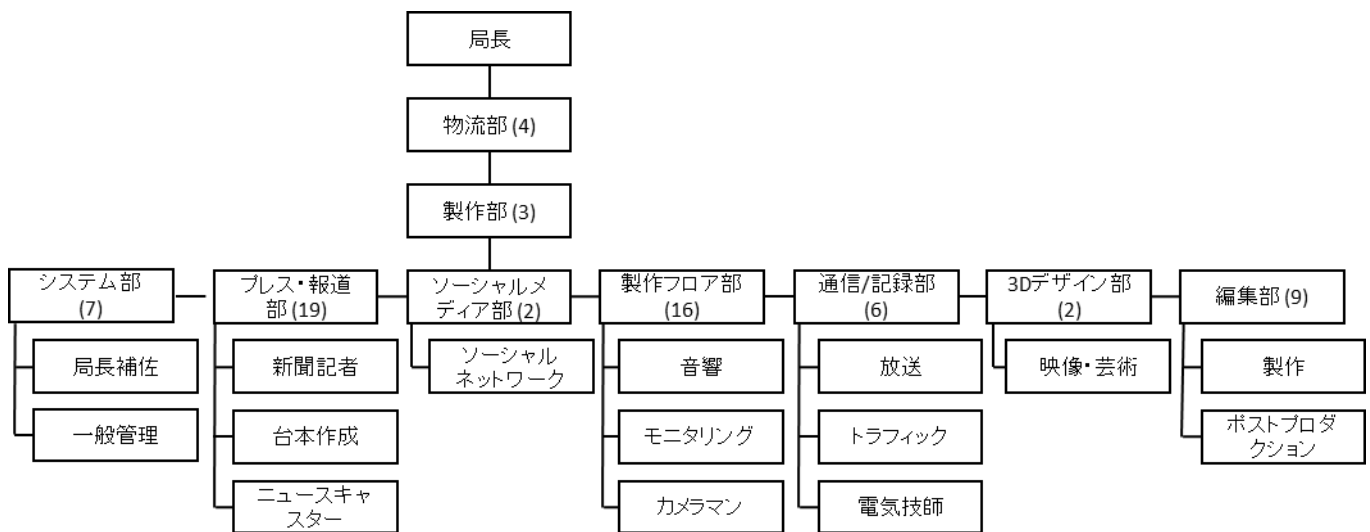 局長
物流部 (4)
製作部 (3)
システム部
(7)
プレス・報道
部 (19)
ソーシャルメ
ディア部 (2)
製作フロア部
(16)
通信/記録部
(6)
3Dデザイン部
(2)
編集部 (9)
局長補佐
一般管理
新聞記者
台本作成
ニュースキャ
スター
ソーシャル
ネットワーク
音響
モニタリング
カメラマン
放送
トラフィック
電気技師
映像・芸術
製作
ポストプロダ
クション